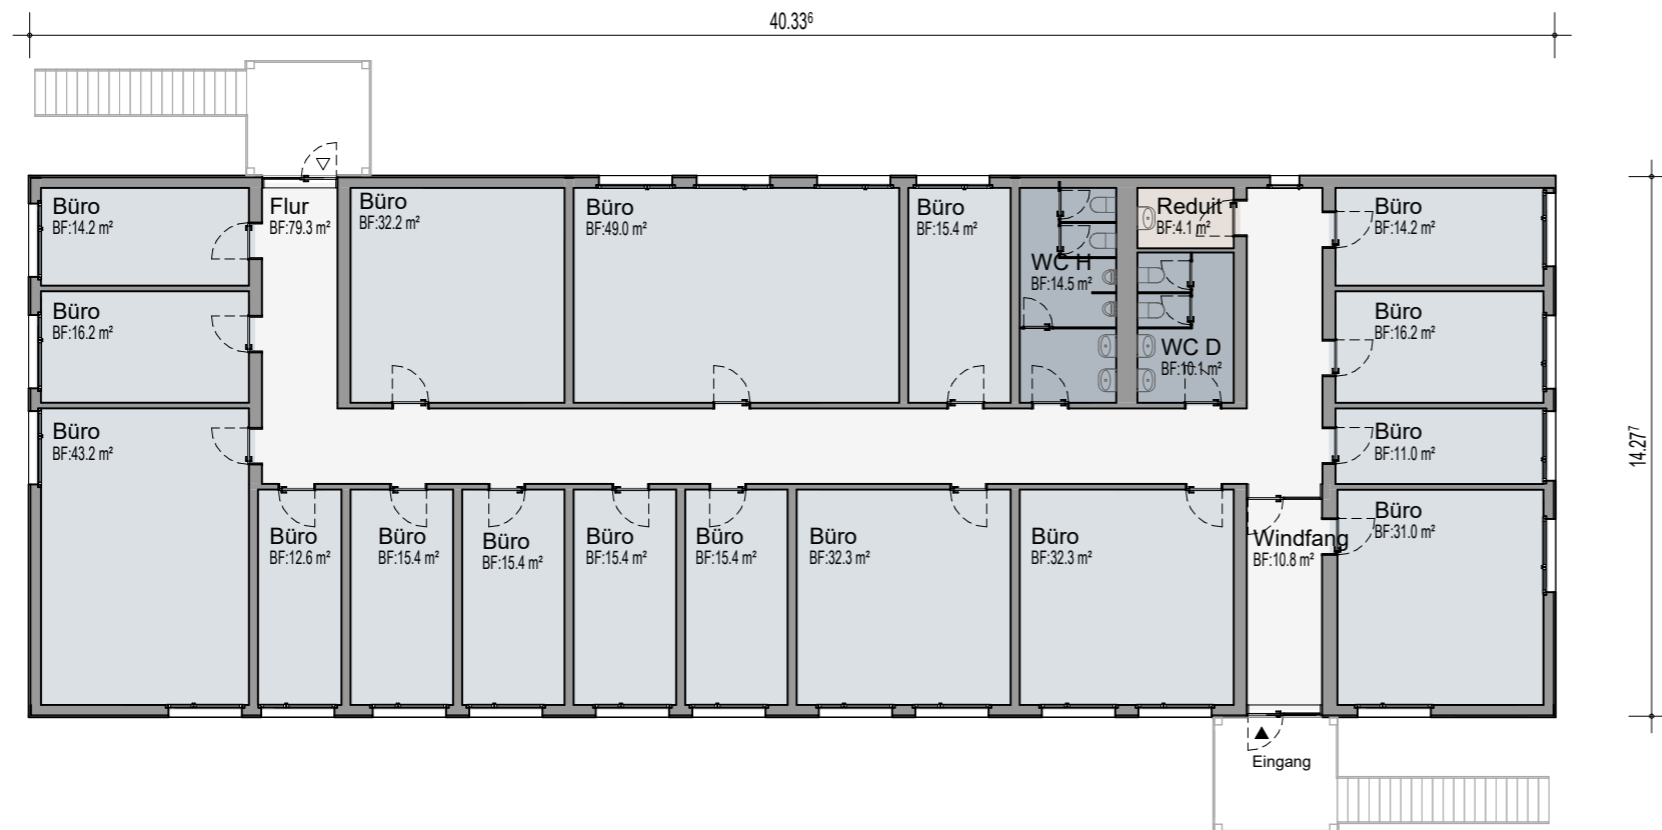 40.33⁶
Büro
BF:14.2 m²
Flur
BF:79.3 m²
Büro
BF:32.2 m²
Büro
BF:49.0 m²
Büro
BF:15.4 m²
Reduit
BF:4.1 m²
Büro
BF:14.2 m²
WC H
BF:14.5 m²
Büro
BF:16.2 m²
WC D
BF:10.1 m²
Büro
BF:16.2 m²
Büro
BF:43.2 m²
Büro
BF:11.0 m²
14.27⁷
Büro
BF:12.6 m²
Büro
BF:15.4 m²
Büro
BF:15.4 m²
Büro
BF:15.4 m²
Büro
BF:15.4 m²
Büro
BF:32.3 m²
Büro
BF:32.3 m²
Windfang
BF:10.8 m²
Büro
BF:31.0 m²
Eingang